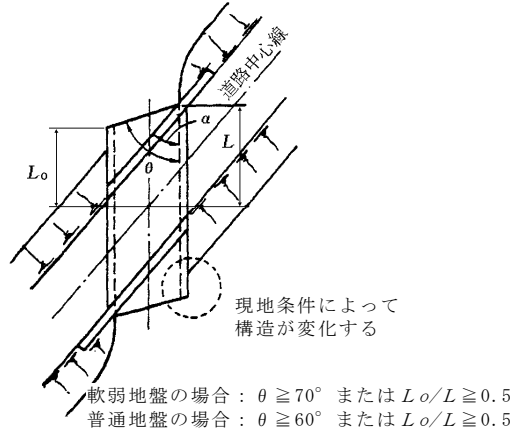 道路中心線
α
L
L₀
θ
現地条件によって
構造が変化する
軟弱地盤の場合：θ≧70° または Lo/L≧0.5
普通地盤の場合：θ≧60° または Lo/L≧0.5